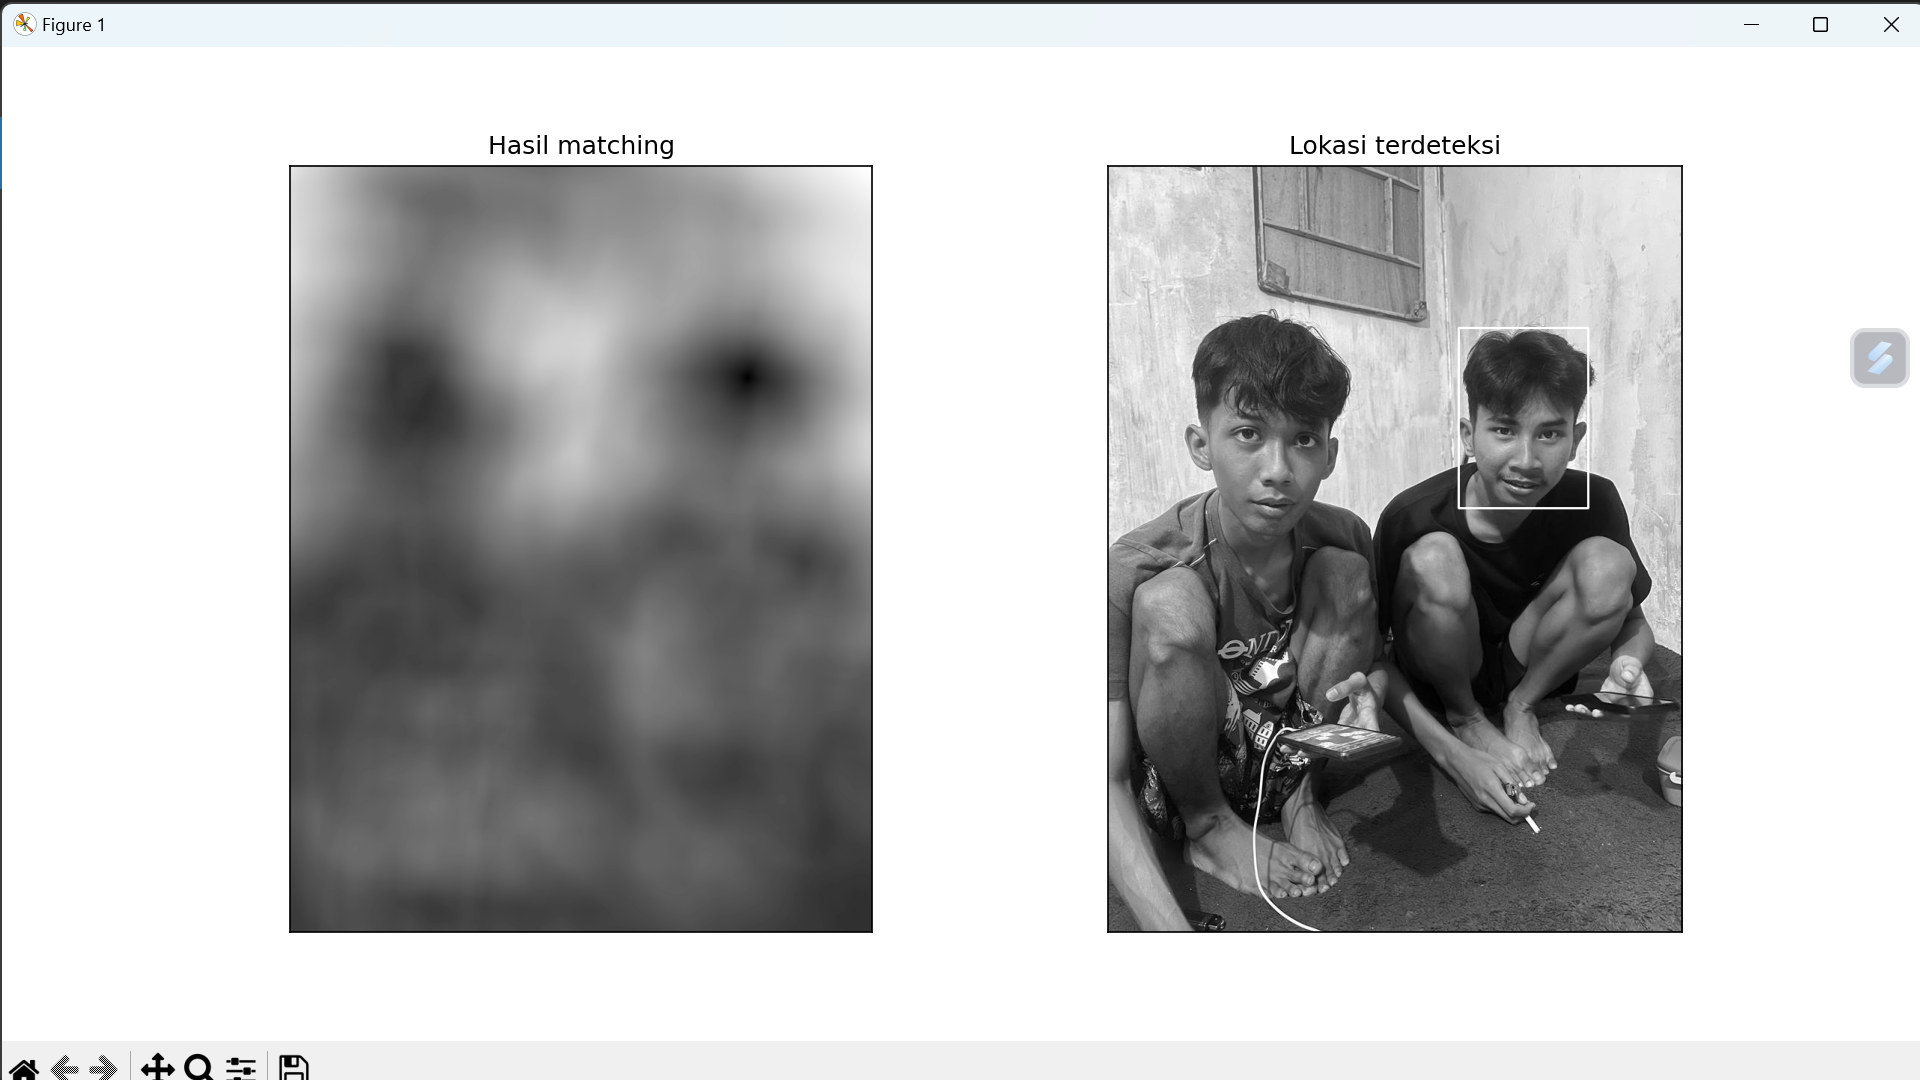 Figure 1
Hasil matching
Lokasi terdeteksi